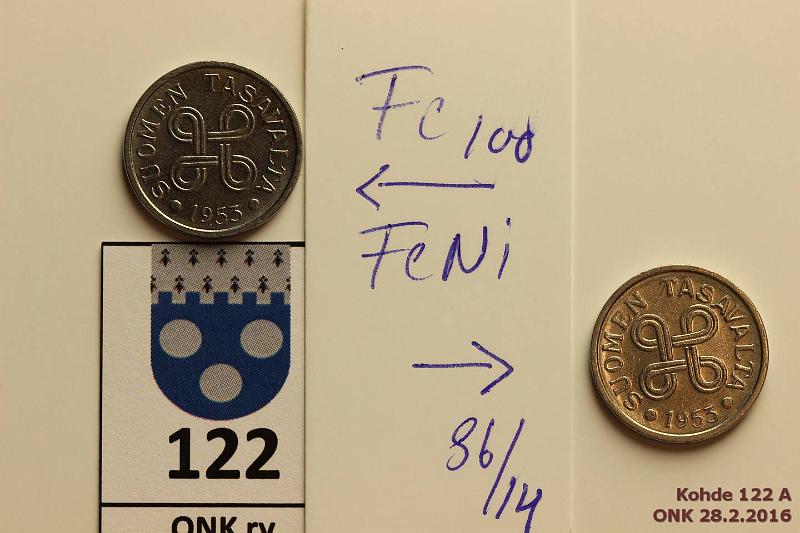 SUOMEN TASAVALTA
1953
Fe 100
←
FeNi
→
86/14
122
ONK ry
SUOMEN TASAVALTA
1953
Kohde 122 A
ONK 28.2.2016